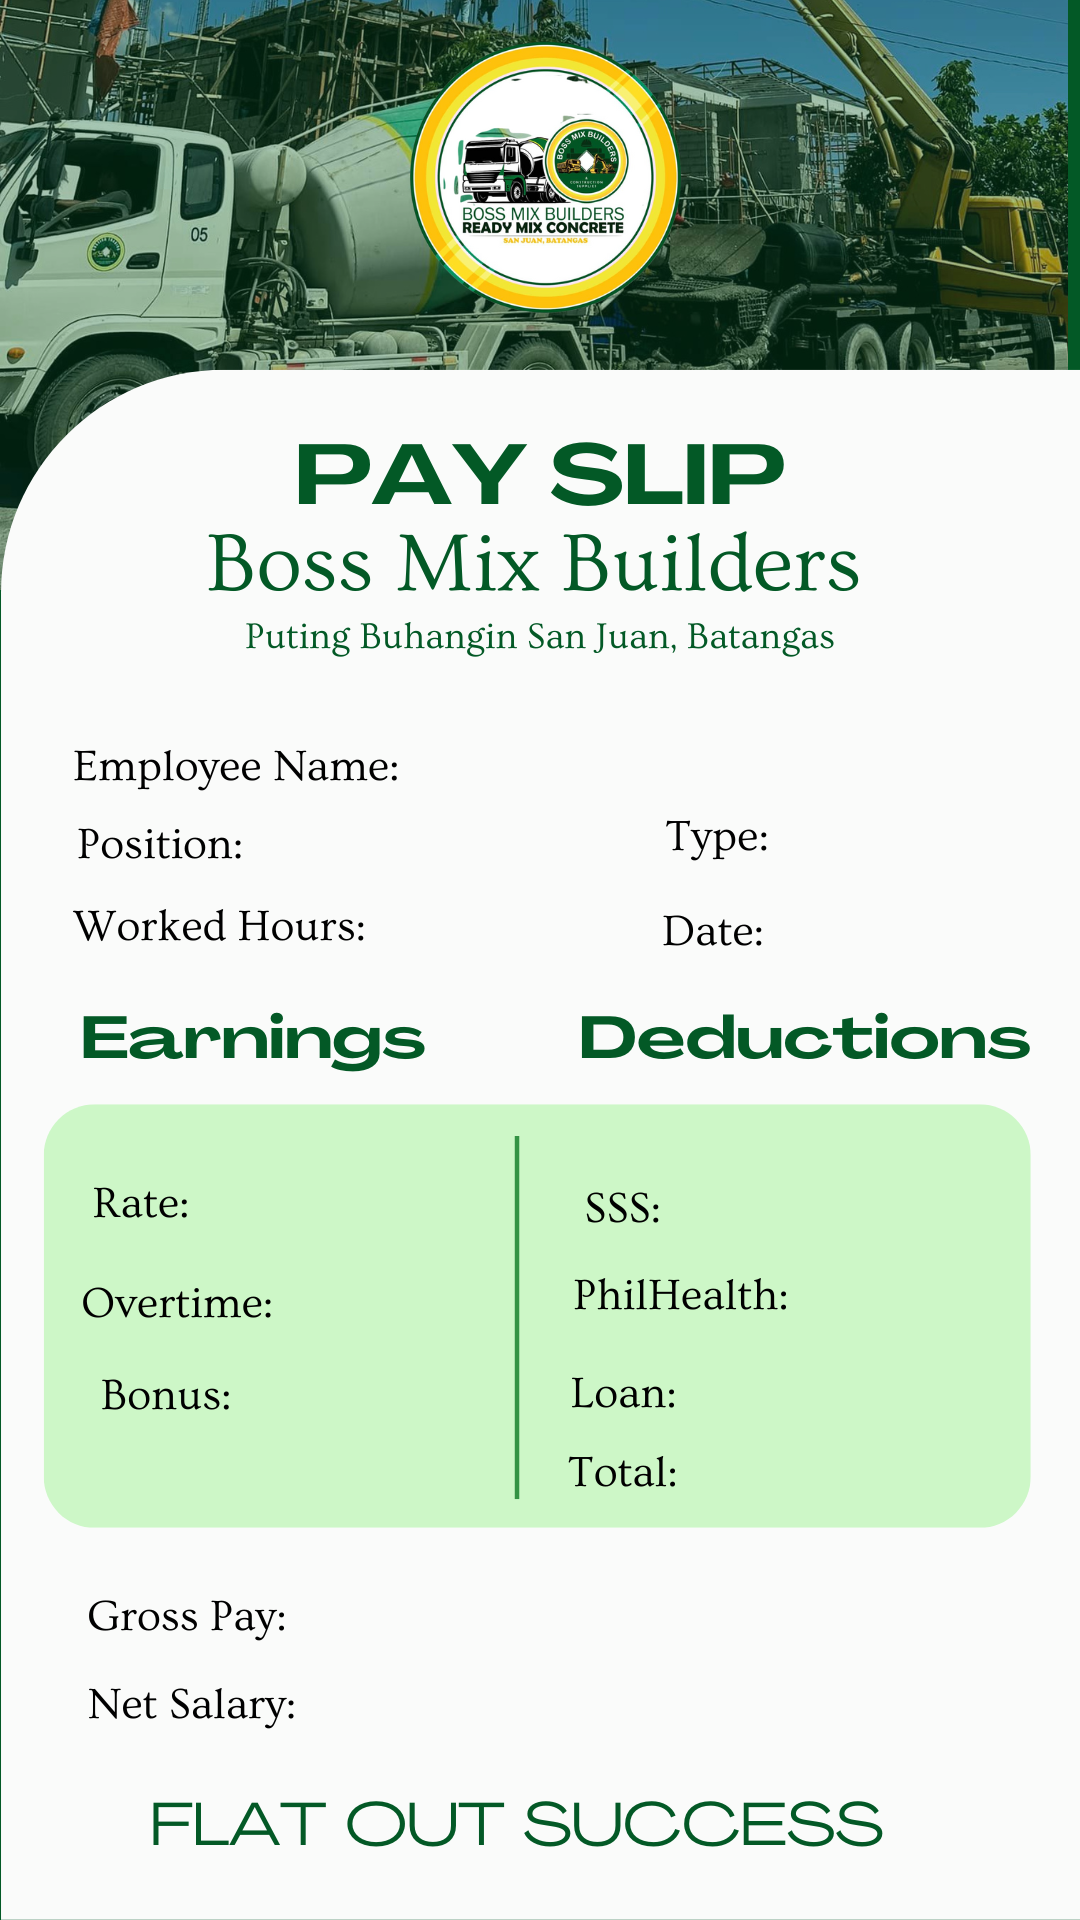 05
BOSS MIX BUILDERS
CONSTRUCTION
SUPPLIES
BOSS MIX BUILDERS
READY MIX CONCRETE
SAN JUAN, BATANGAS
PAY SLIP
Boss Mix Builders
Puting Buhangin San Juan, Batangas
Employee Name:
Position:
Type:
Worked Hours:
Date:
Earnings
Deductions
Rate:
SSS:
Overtime:
PhilHealth:
Bonus:
Loan:
Total:
Gross Pay:
Net Salary:
FLAT OUT SUCCESS